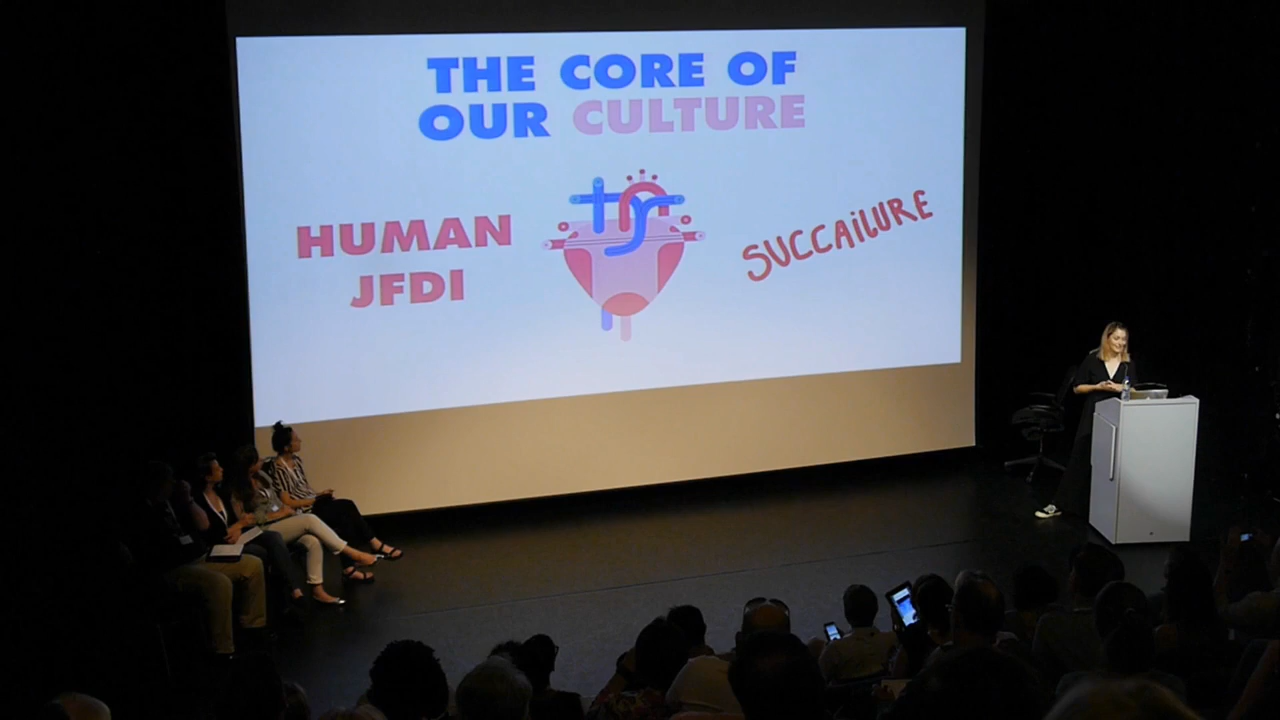 THE CORE OF
OUR CULTURE
HUMAN
JFDI
SUCCAILURE